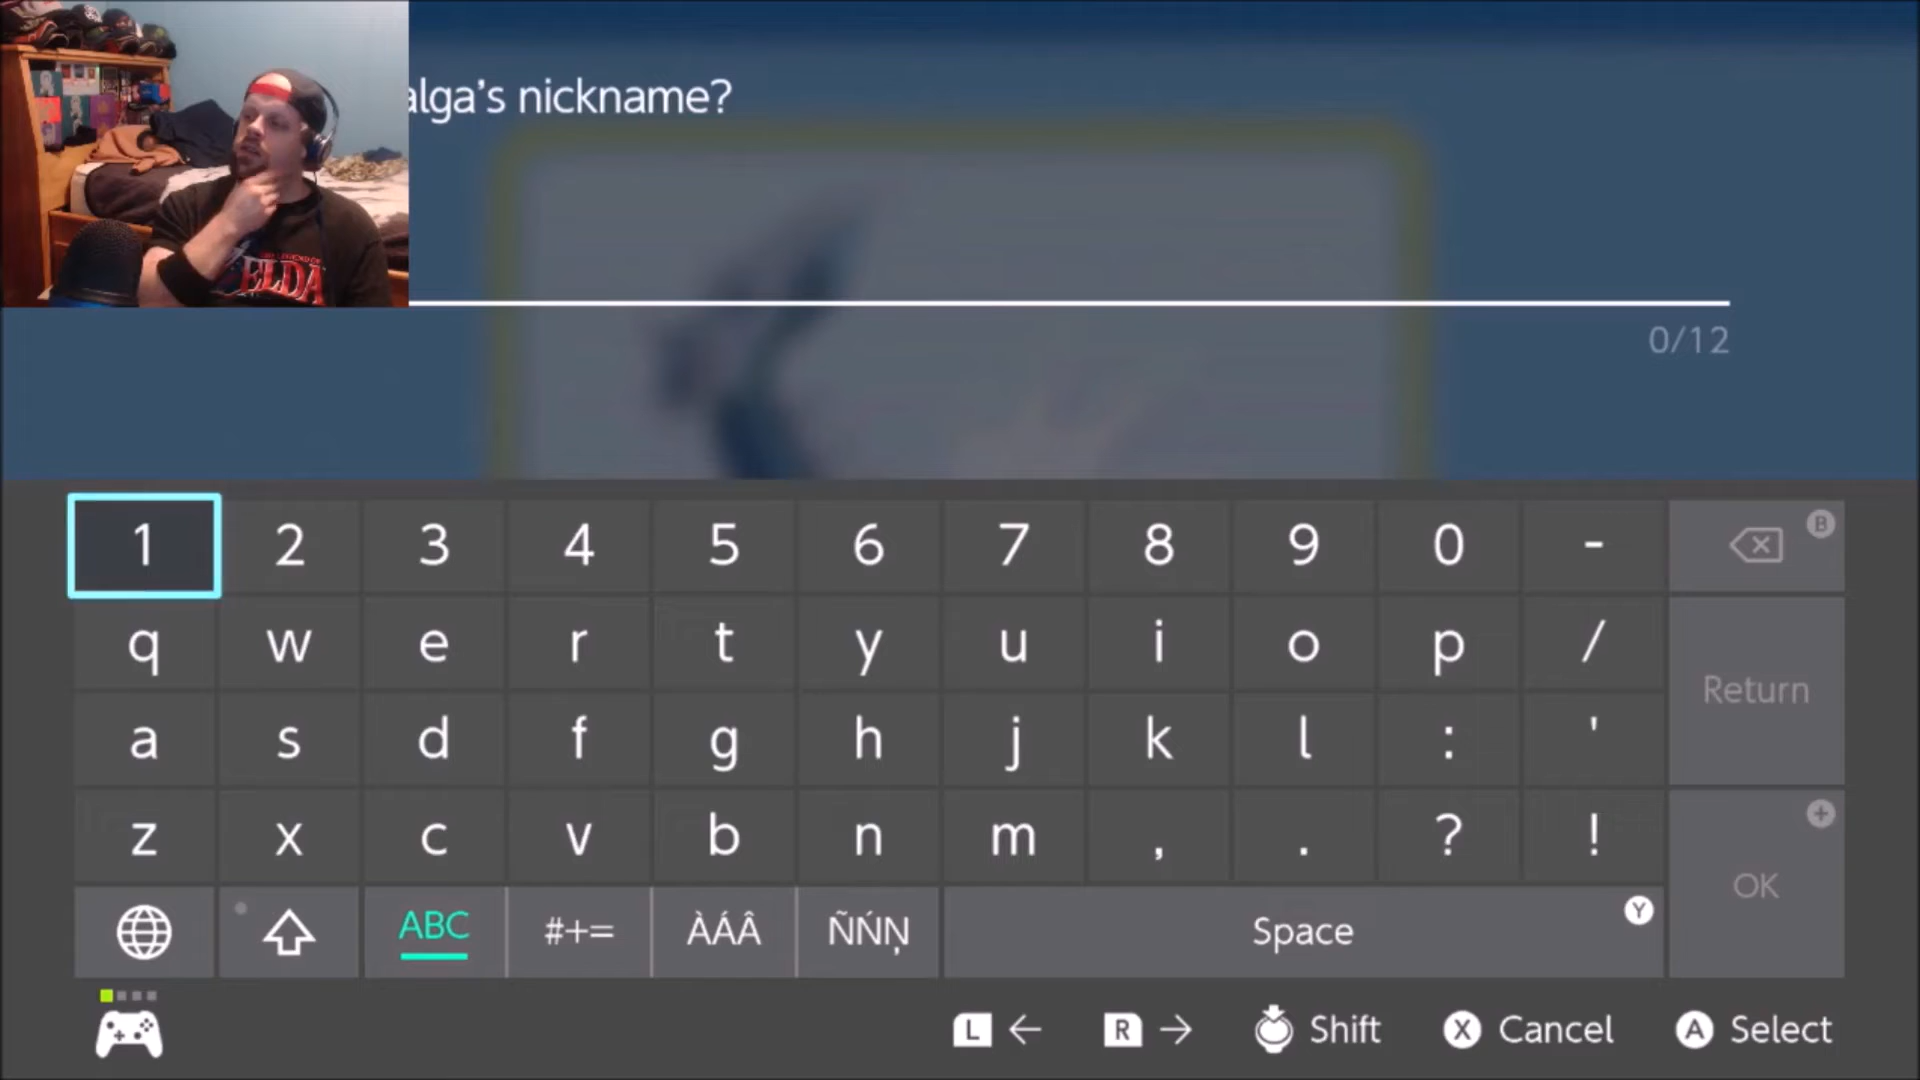 alga's nickname?
ELDA
0/12
1 2 3 4 5 6 7 8 9 0 - B
q w e r t y u i o p /
Return
a s d f g h j k l : '
z x c v b n m , . ? ! +
OK
ABC #+= ÀÁÂ ÑŃŅ Space Y
L ← R → Shift X Cancel A Select